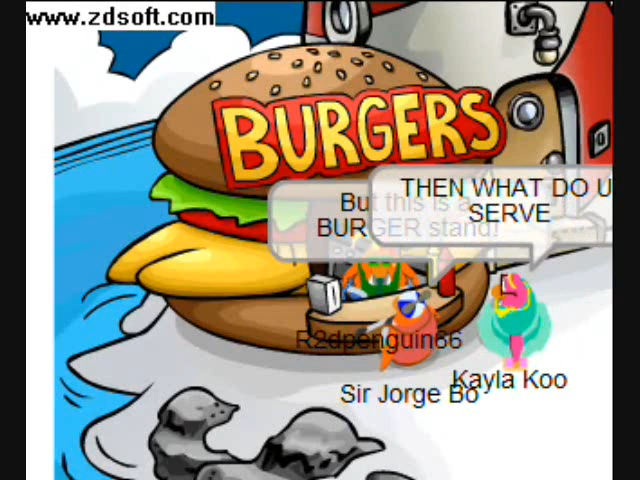 www.zdsoft.com
BURGERS
But this is a
BURGER stand!
THEN WHAT DO U
SERVE
R2dpenguin66
Sir Jorge Bo
Kayla Koo